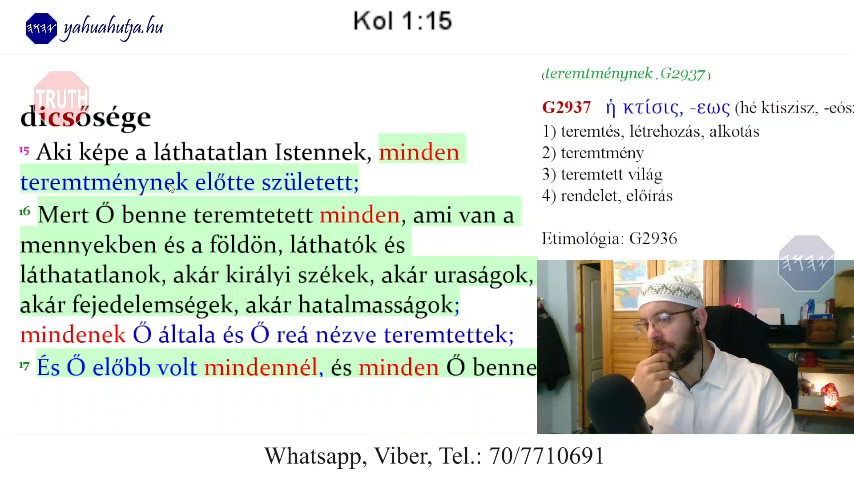 yahuahutja.hu
Kol 1:15
TRUTH
dicsősége
15 Aki képe a láthatatlan Istennek, minden
teremtménynek előtte született;
16 Mert Ő benne teremtetett minden, ami van a
mennyekben és a földön, láthatók és
láthatatlanok, akár királyi székek, akár uraságok,
akár fejedelemségek, akár hatalmasságok;
mindenek Ő általa és Ő reá nézve teremtettek;
17 És Ő előbb volt mindennél, és minden Ő benne
(teremtménynek .G2937 )
G2937 ἡ κτίσις, -εως (hé ktiszisz, -eósz
1) teremtés, létrehozás, alkotás
2) teremtmény
3) teremtett világ
4) rendelet, előírás
Etimológia: G2936
Whatsapp, Viber, Tel.: 70/7710691